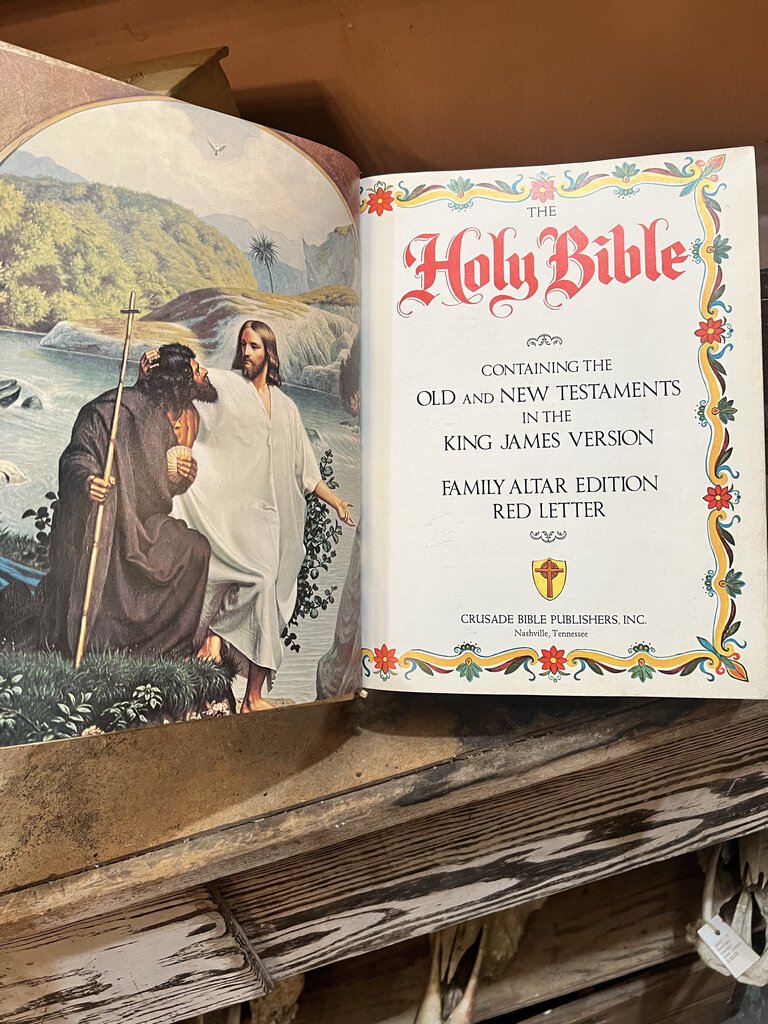 THE
Holy Bible
CONTAINING THE
OLD AND NEW TESTAMENTS
IN THE
KING JAMES VERSION
FAMILY ALTAR EDITION
RED LETTER
CRUSADE BIBLE PUBLISHERS, INC.
Nashville, Tennessee